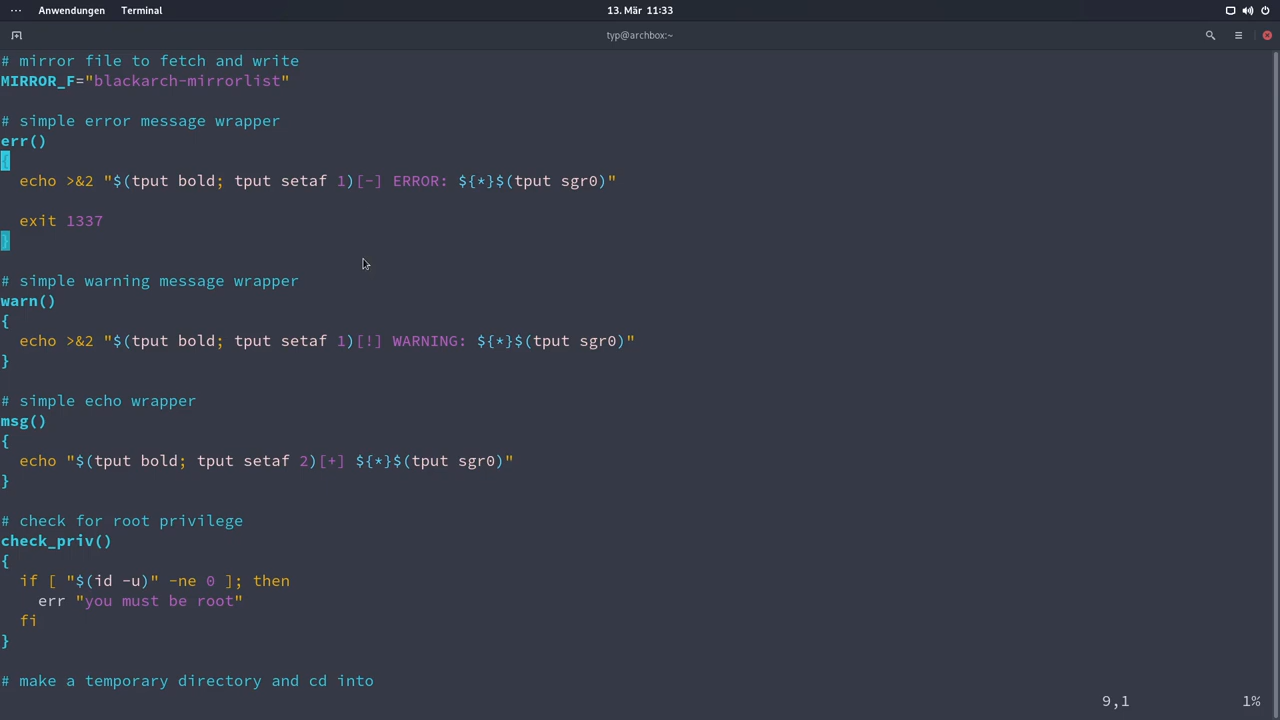 Anwendungen Terminal 13. Mär 11:33
typ@archbox:~
# mirror file to fetch and write
MIRROR_F="blackarch-mirrorlist"
# simple error message wrapper
err()
{
  echo >&2 "$(tput bold; tput setaf 1)[-] ERROR: ${*}$(tput sgr0)"
  exit 1337
}
# simple warning message wrapper
warn()
{
  echo >&2 "$(tput bold; tput setaf 1)[!] WARNING: ${*}$(tput sgr0)"
}
# simple echo wrapper
msg()
{
  echo "$(tput bold; tput setaf 2)[+] ${*}$(tput sgr0)"
}
# check for root privilege
check_priv()
{
  if [ "$(id -u)" -ne 0 ]; then
    err "you must be root"
  fi
}
# make a temporary directory and cd into
9,1 1%